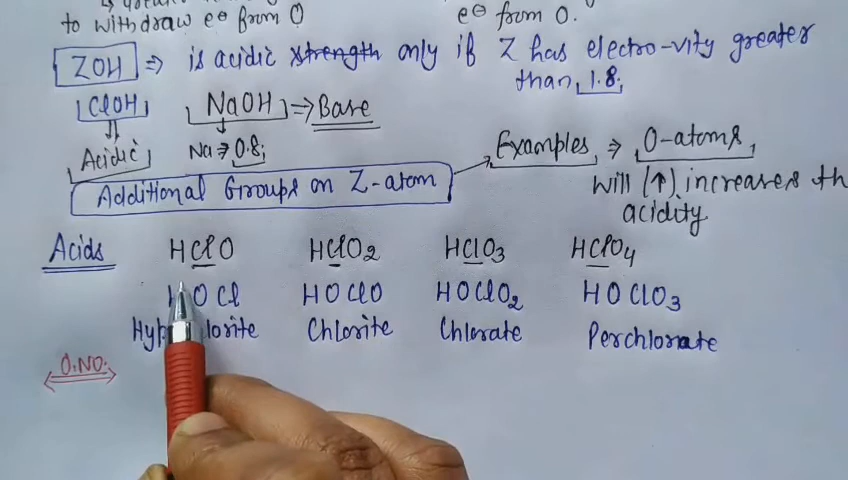 to withdraw e⊖ from O
e⊖ from O.
ZOH ⇒ is acidic strength only if Z has electro-vity greater
than 1.8;
ClOH
NaOH ⇒ Base
Acidic
Na ⇒ 0.8;
Examples ⇒ O-atoms,
will (↑) increases th
acidity.
Additional Groups on Z-atom
Acids HClO HClO2 HClO3 HClO4
HOCl HOClO HOClO2 HOClO3
Chlorite Chlorate Perchlorate
O.NO.